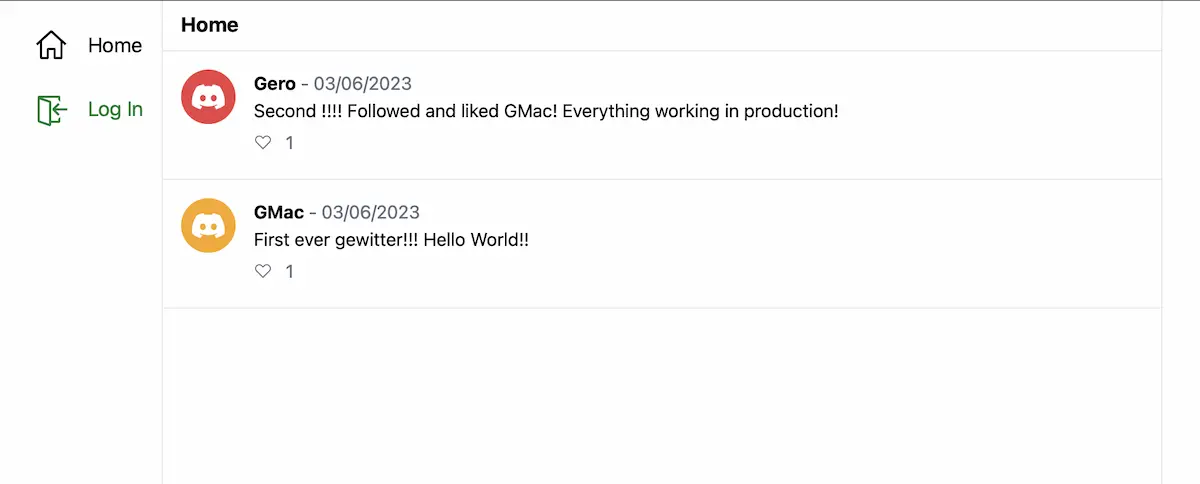 Home
Log In
Home
Gero - 03/06/2023
Second !!!! Followed and liked GMac! Everything working in production!
1
GMac - 03/06/2023
First ever gewitter!!! Hello World!!
1